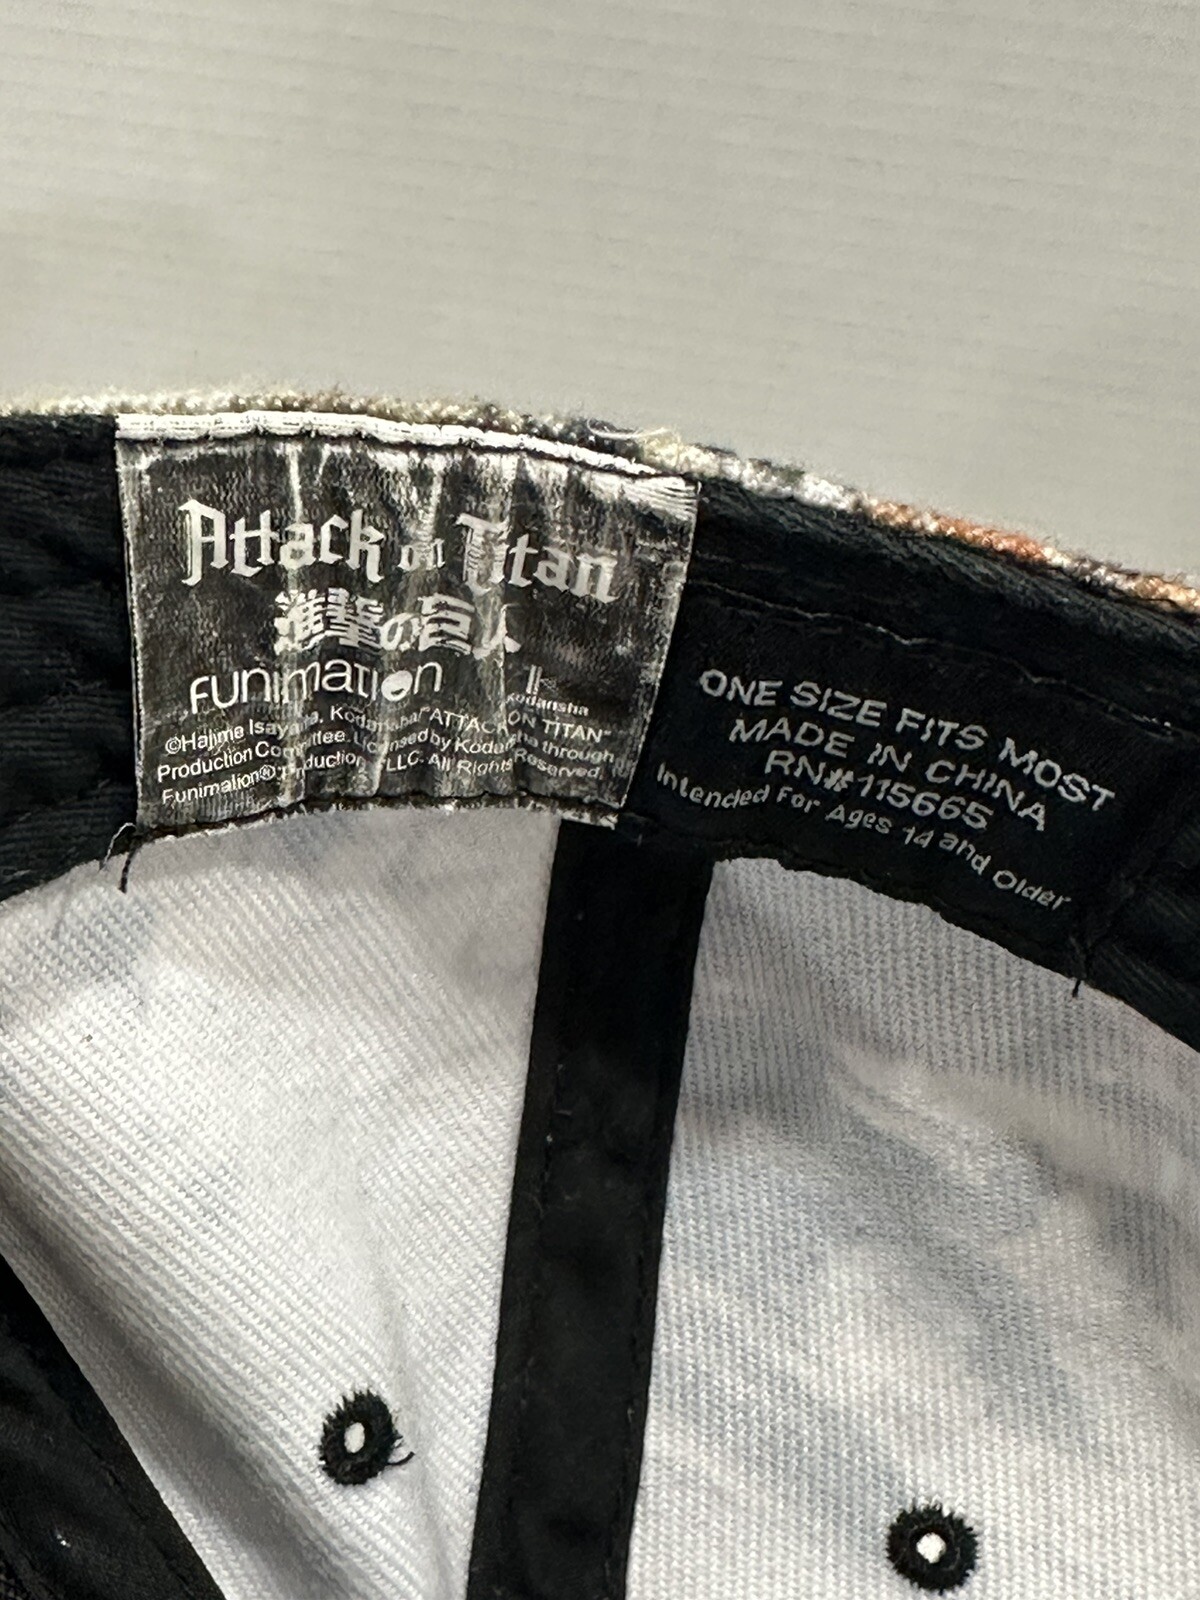 Attack on Titan
進撃の巨人
FUNimation
kodansha
©Hajime Isayama, Kodansha/"ATTACK ON TITAN"
Production Committee. Licensed by Kodansha through
Funimation® Productions, LLC. All Rights Reserved.
ONE SIZE FITS MOST
MADE IN CHINA
RN#115665
Intended For Ages 14 and Older